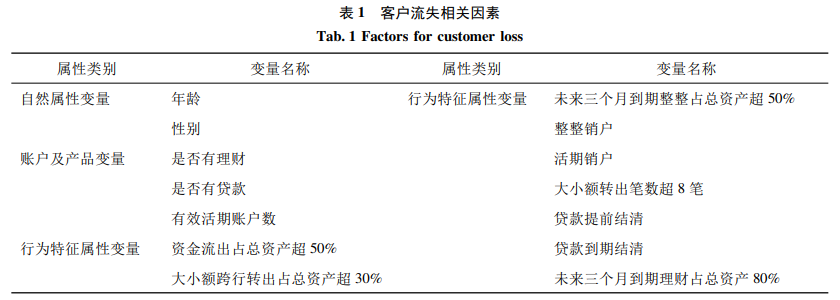 表 1 客户流失相关因素
Tab. 1 Factors for customer loss
属性类别 变量名称 属性类别 变量名称
自然属性变量 年龄 行为特征属性变量 未来三个月到期整整占总资产超 50%
性别 整整销户
账户及产品变量 是否有理财 活期销户
是否有贷款 大小额转出笔数超 8 笔
有效活期账户数 贷款提前结清
行为特征属性变量 资金流出占总资产超 50% 贷款到期结清
大小额跨行转出占总资产超 30% 未来三个月到期理财占总资产 80%